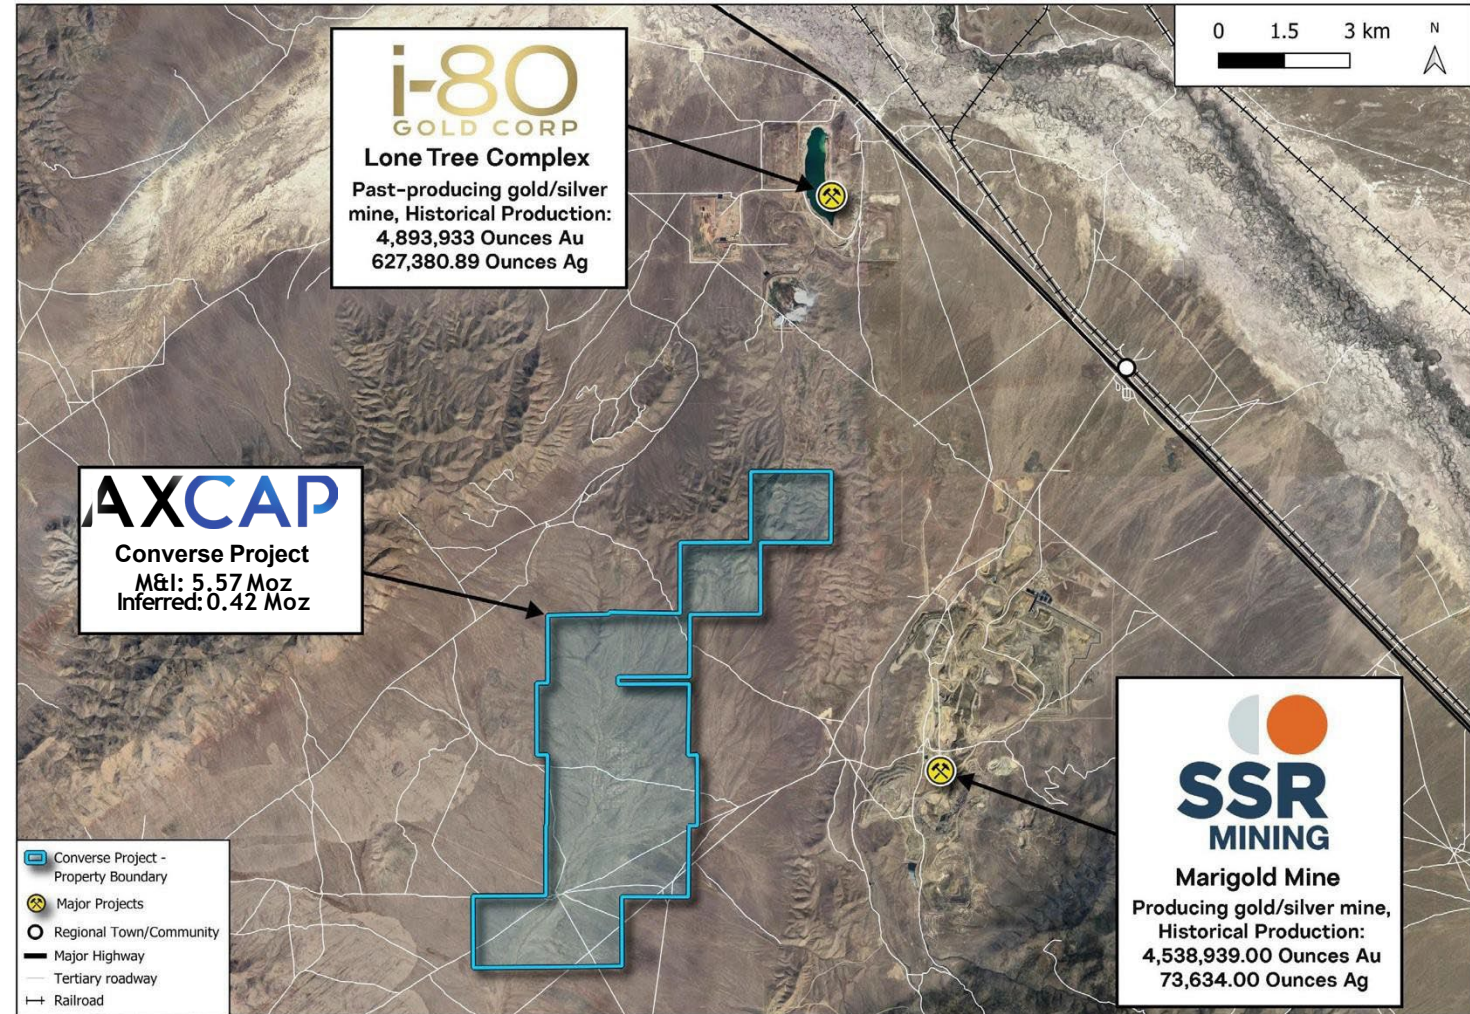 0 1.5 3 km
N
i-80
GOLD CORP
Lone Tree Complex
Past-producing gold/silver
mine, Historical Production:
4,893,933 Ounces Au
627,380.89 Ounces Ag
AXCAP
Converse Project
M&I: 5.57 Moz
Inferred: 0.42 Moz
SSR
MINING
Marigold Mine
Producing gold/silver mine,
Historical Production:
4,538,939.00 Ounces Au
73,634.00 Ounces Ag
Converse Project -
Property Boundary
Major Projects
Regional Town/Community
Major Highway
Tertiary roadway
Railroad